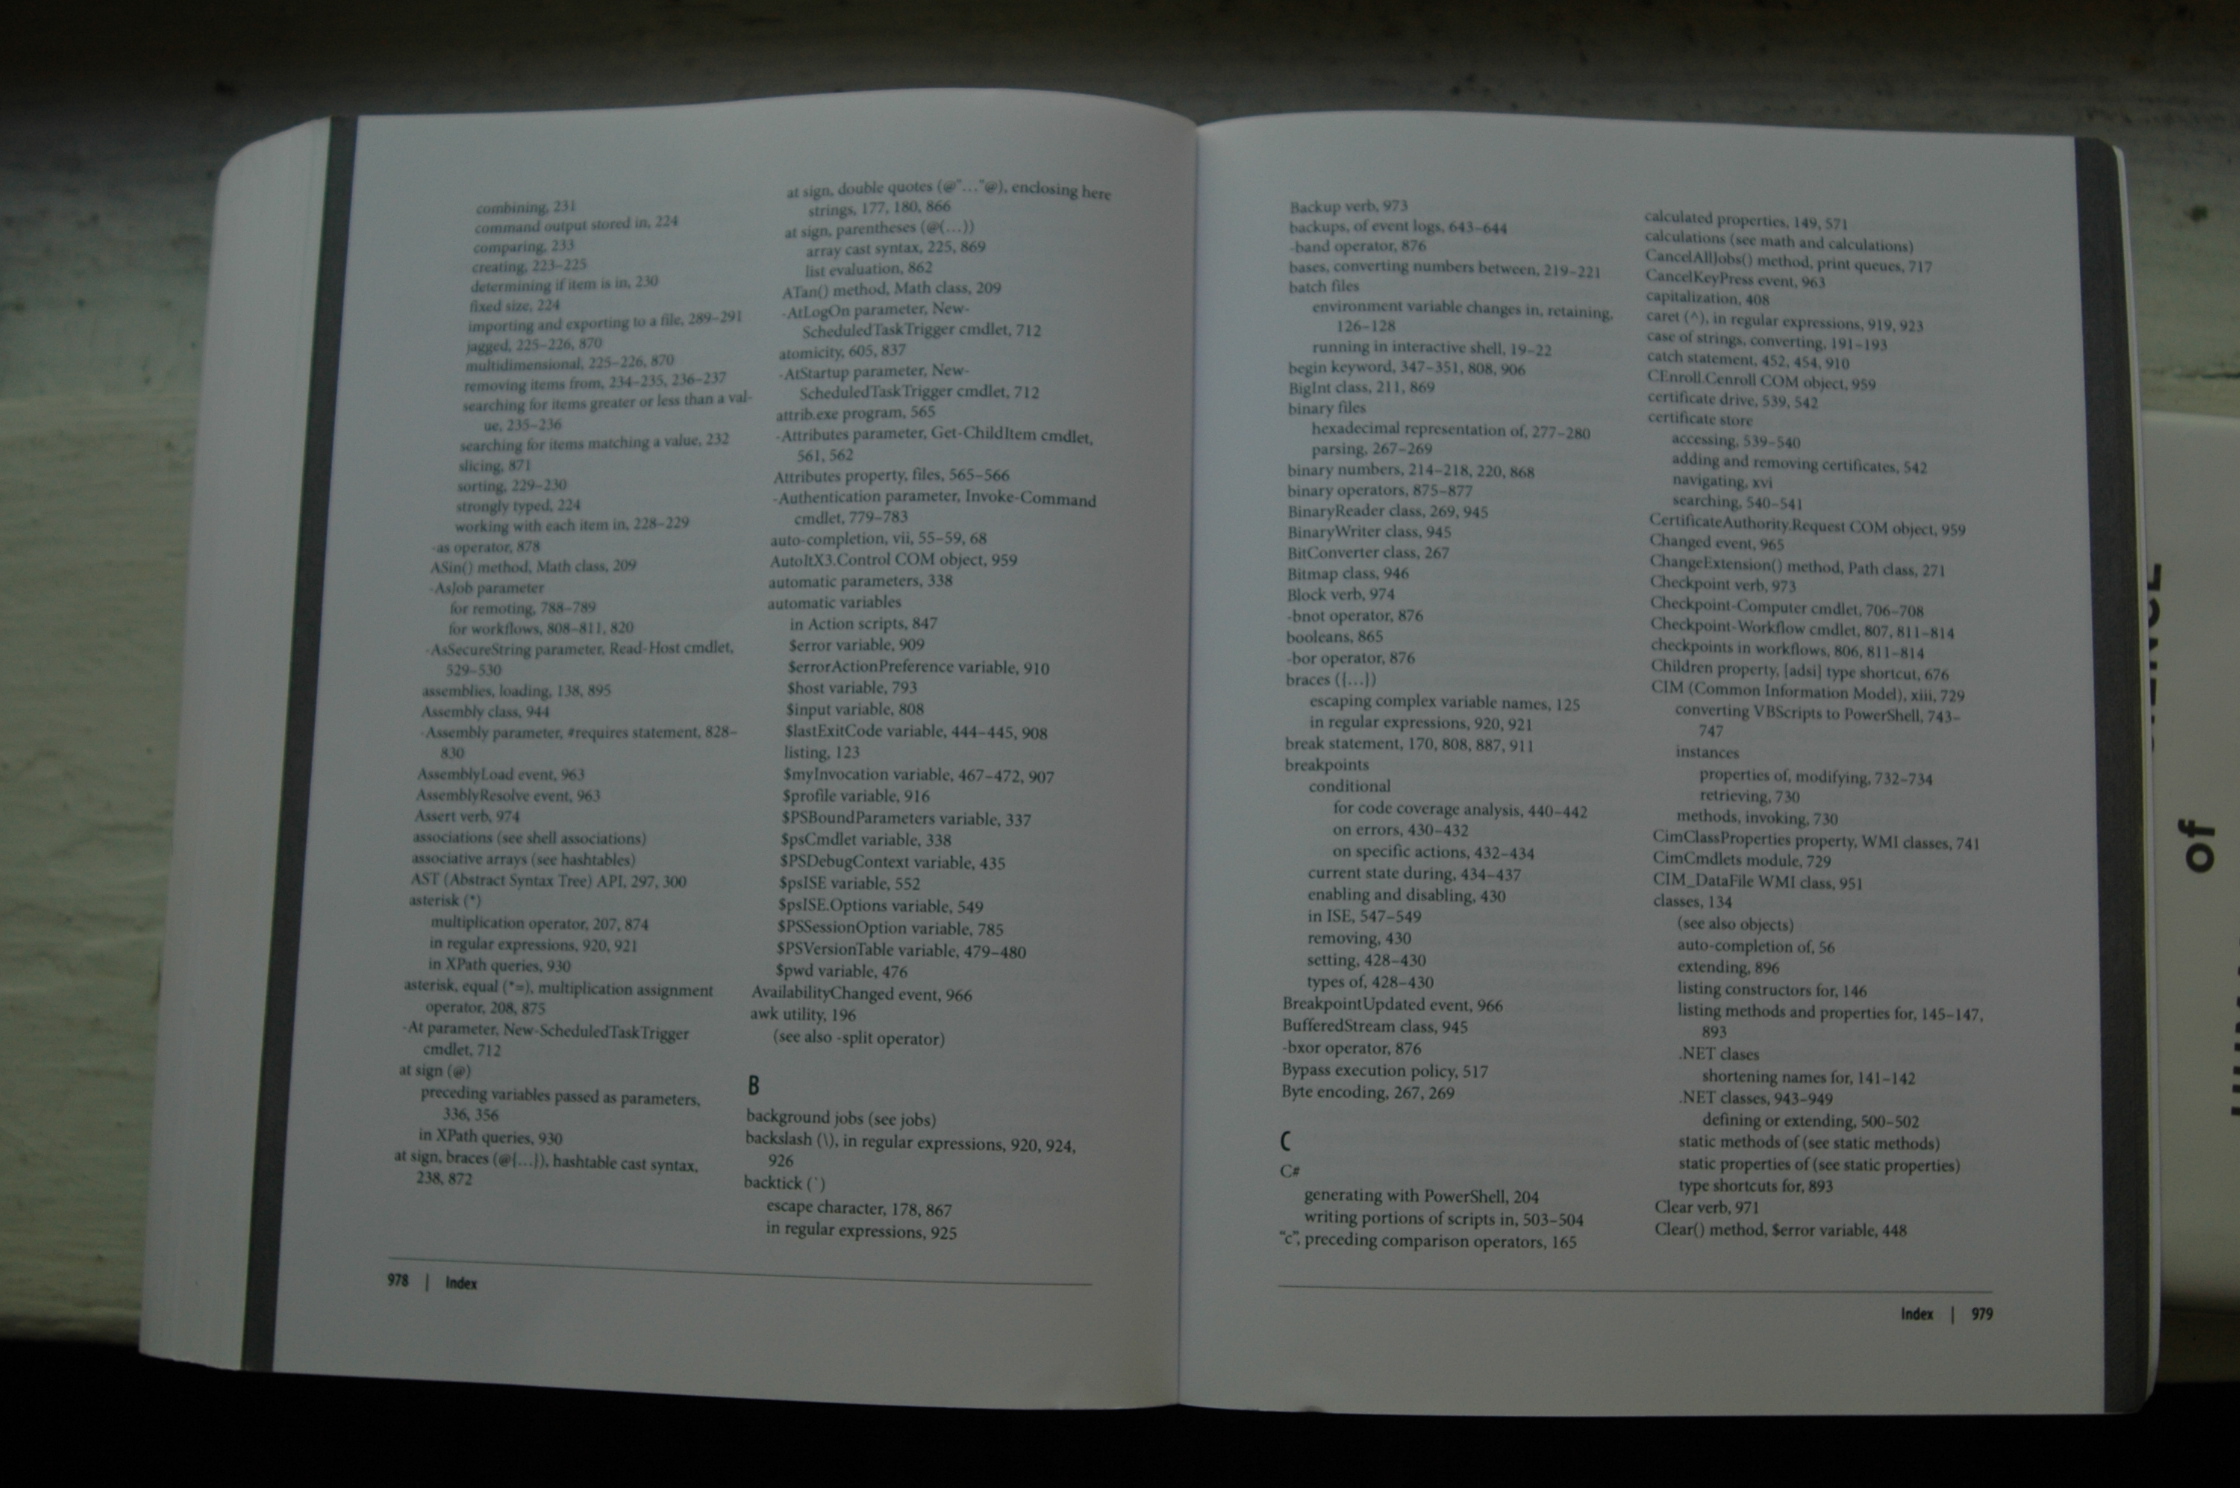 combining, 231
command output stored in, 224
comparing, 233
creating, 223–225
determining if item is in, 230
fixed size, 224
importing and exporting to a file, 289–291
jagged, 225–226, 870
multidimensional, 225–226, 870
removing items from, 234–235, 236–237
searching for items greater or less than a val-
ue, 235–236
searching for items matching a value, 232
slicing, 871
sorting, 229–230
strongly typed, 224
working with each item in, 228–229
-as operator, 878
ASin() method, Math class, 209
-AsJob parameter
for remoting, 788–789
for workflows, 808–811, 820
-AsSecureString parameter, Read-Host cmdlet,
529–530
assemblies, loading, 138, 895
Assembly class, 944
-Assembly parameter, #requires statement, 828–
830
AssemblyLoad event, 963
AssemblyResolve event, 963
Assert verb, 974
associations (see shell associations)
associative arrays (see hashtables)
AST (Abstract Syntax Tree) API, 297, 300
asterisk (*)
multiplication operator, 207, 874
in regular expressions, 920, 921
in XPath queries, 930
asterisk, equal (*=), multiplication assignment
operator, 208, 875
-At parameter, New-ScheduledTaskTrigger
cmdlet, 712
at sign (@)
preceding variables passed as parameters,
336, 356
in XPath queries, 930
at sign, braces (@{...}), hashtable cast syntax,
238, 872
at sign, double quotes (@"..."@), enclosing here
strings, 177, 180, 866
at sign, parentheses (@(...))
array cast syntax, 225, 869
list evaluation, 862
ATan() method, Math class, 209
-AtLogOn parameter, New-
ScheduledTaskTrigger cmdlet, 712
atomicity, 605, 837
-AtStartup parameter, New-
ScheduledTaskTrigger cmdlet, 712
attrib.exe program, 565
-Attributes parameter, Get-ChildItem cmdlet,
561, 562
Attributes property, files, 565–566
-Authentication parameter, Invoke-Command
cmdlet, 779–783
auto-completion, vii, 55–59, 68
AutoItX3.Control COM object, 959
automatic parameters, 338
automatic variables
in Action scripts, 847
$error variable, 909
$errorActionPreference variable, 910
$host variable, 793
$input variable, 808
$lastExitCode variable, 444–445, 908
listing, 123
$myInvocation variable, 467–472, 907
$profile variable, 916
$PSBoundParameters variable, 337
$psCmdlet variable, 338
$PSDebugContext variable, 435
$psISE variable, 552
$psISE.Options variable, 549
$PSSessionOption variable, 785
$PSVersionTable variable, 479–480
$pwd variable, 476
AvailabilityChanged event, 966
awk utility, 196
(see also -split operator)
B
background jobs (see jobs)
backslash (\), in regular expressions, 920, 924,
926
backtick (`)
escape character, 178, 867
in regular expressions, 925
978 | Index
Backup verb, 973
backups, of event logs, 643–644
-band operator, 876
bases, converting numbers between, 219–221
batch files
environment variable changes in, retaining,
126–128
running in interactive shell, 19–22
begin keyword, 347–351, 808, 906
BigInt class, 211, 869
binary files
hexadecimal representation of, 277–280
parsing, 267–269
binary numbers, 214–218, 220, 868
binary operators, 875–877
BinaryReader class, 269, 945
BinaryWriter class, 945
BitConverter class, 267
Bitmap class, 946
Block verb, 974
-bnot operator, 876
booleans, 865
-bor operator, 876
braces ({...})
escaping complex variable names, 125
in regular expressions, 920, 921
break statement, 170, 808, 887, 911
breakpoints
conditional
for code coverage analysis, 440–442
on errors, 430–432
on specific actions, 432–434
current state during, 434–437
enabling and disabling, 430
in ISE, 547–549
removing, 430
setting, 428–430
types of, 428–430
BreakpointUpdated event, 966
BufferedStream class, 945
-bxor operator, 876
Bypass execution policy, 517
Byte encoding, 267, 269
C
C#
generating with PowerShell, 204
writing portions of scripts in, 503–504
"c", preceding comparison operators, 165
calculated properties, 149, 571
calculations (see math and calculations)
CancelAllJobs() method, print queues, 717
CancelKeyPress event, 963
capitalization, 408
caret (^), in regular expressions, 919, 923
case of strings, converting, 191–193
catch statement, 452, 454, 910
CEnroll.Cenroll COM object, 959
certificate drive, 539, 542
certificate store
accessing, 539–540
adding and removing certificates, 542
navigating, xvi
searching, 540–541
CertificateAuthority.Request COM object, 959
Changed event, 965
ChangeExtension() method, Path class, 271
Checkpoint verb, 973
Checkpoint-Computer cmdlet, 706–708
Checkpoint-Workflow cmdlet, 807, 811–814
checkpoints in workflows, 806, 811–814
Children property, [adsi] type shortcut, 676
CIM (Common Information Model), xiii, 729
converting VBScripts to PowerShell, 743–
747
instances
properties of, modifying, 732–734
retrieving, 730
methods, invoking, 730
CimClassProperties property, WMI classes, 741
CimCmdlets module, 729
CIM_DataFile WMI class, 951
classes, 134
(see also objects)
auto-completion of, 56
extending, 896
listing constructors for, 146
listing methods and properties for, 145–147,
893
.NET clases
shortening names for, 141–142
.NET classes, 943–949
defining or extending, 500–502
static methods of (see static methods)
static properties of (see static properties)
type shortcuts for, 893
Clear verb, 971
Clear() method, $error variable, 448
Index | 979
of